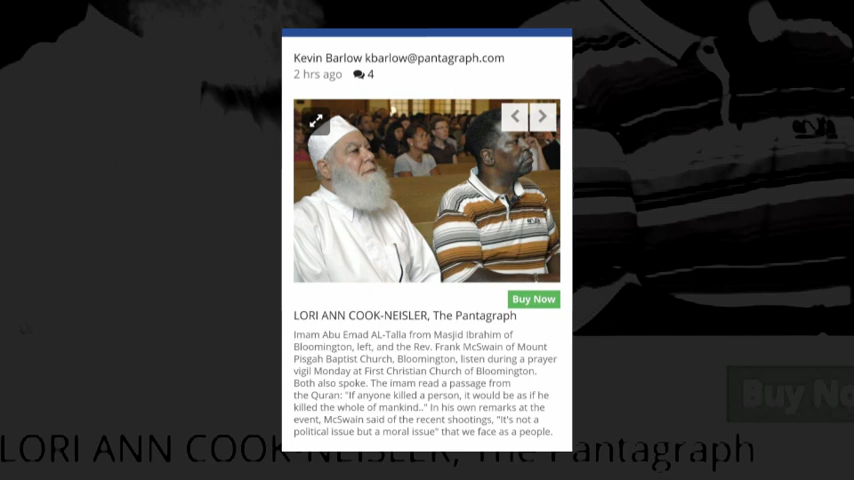 Kevin Barlow kbarlow@pantagraph.com
2 hrs ago 4
Buy Now
LORI ANN COOK-NEISLER, The Pantagraph
Imam Abu Emad AL-Talla from Masjid Ibrahim of
Bloomington, left, and the Rev. Frank McSwain of Mount
Pisgah Baptist Church, Bloomington, listen during a prayer
vigil Monday at First Christian Church of Bloomington.
Both also spoke. The imam read a passage from
the Quran: "If anyone killed a person, it would be as if he
killed the whole of mankind.." In his own remarks at the
event, McSwain said of the recent shootings, "It's not a
political issue but a moral issue" that we face as a people.
Buy No
LORI ANN COOK-NEISLER, The Pantagraph